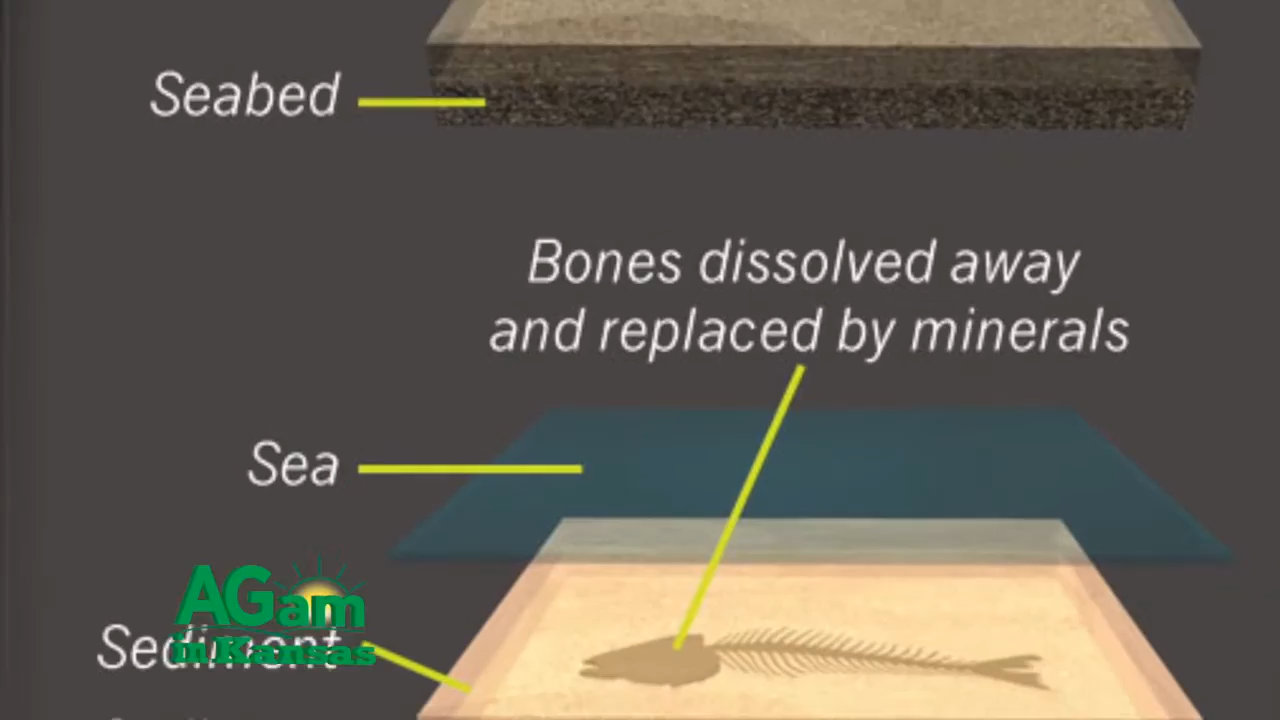 Seabed
Bones dissolved away
and replaced by minerals
Sea
AGam
in Kansas
Sediment